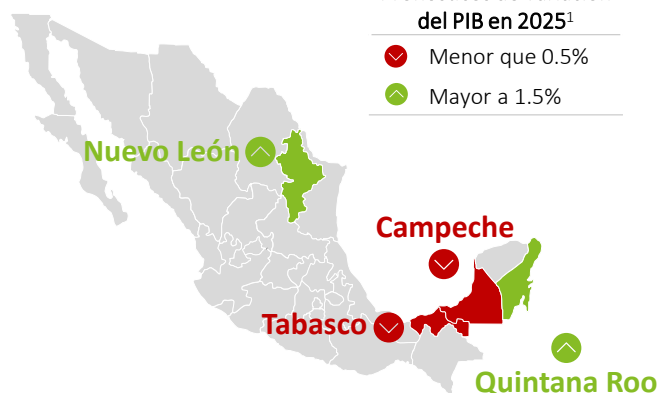 del PIB en 2025¹
Menor que 0.5%
Mayor a 1.5%
Nuevo León
Campeche
Tabasco
Quintana Roo